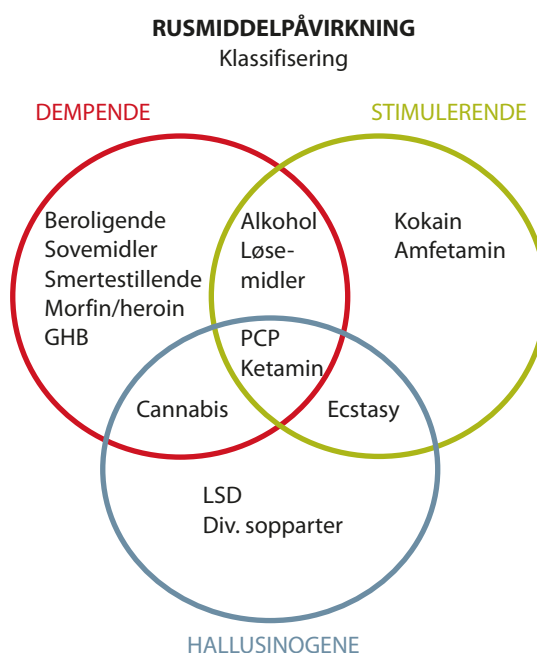 RUSMIDDELPÅVIRKNING
Klassifisering
DEMPENDE
STIMULERENDE
Beroligende
Sovemidler
Smertestillende
Morfin/heroin
GHB
Alkohol
Løse-
midler
Kokain
Amfetamin
PCP
Ketamin
Cannabis
Ecstasy
LSD
Div. sopparter
HALLUSINOGENE